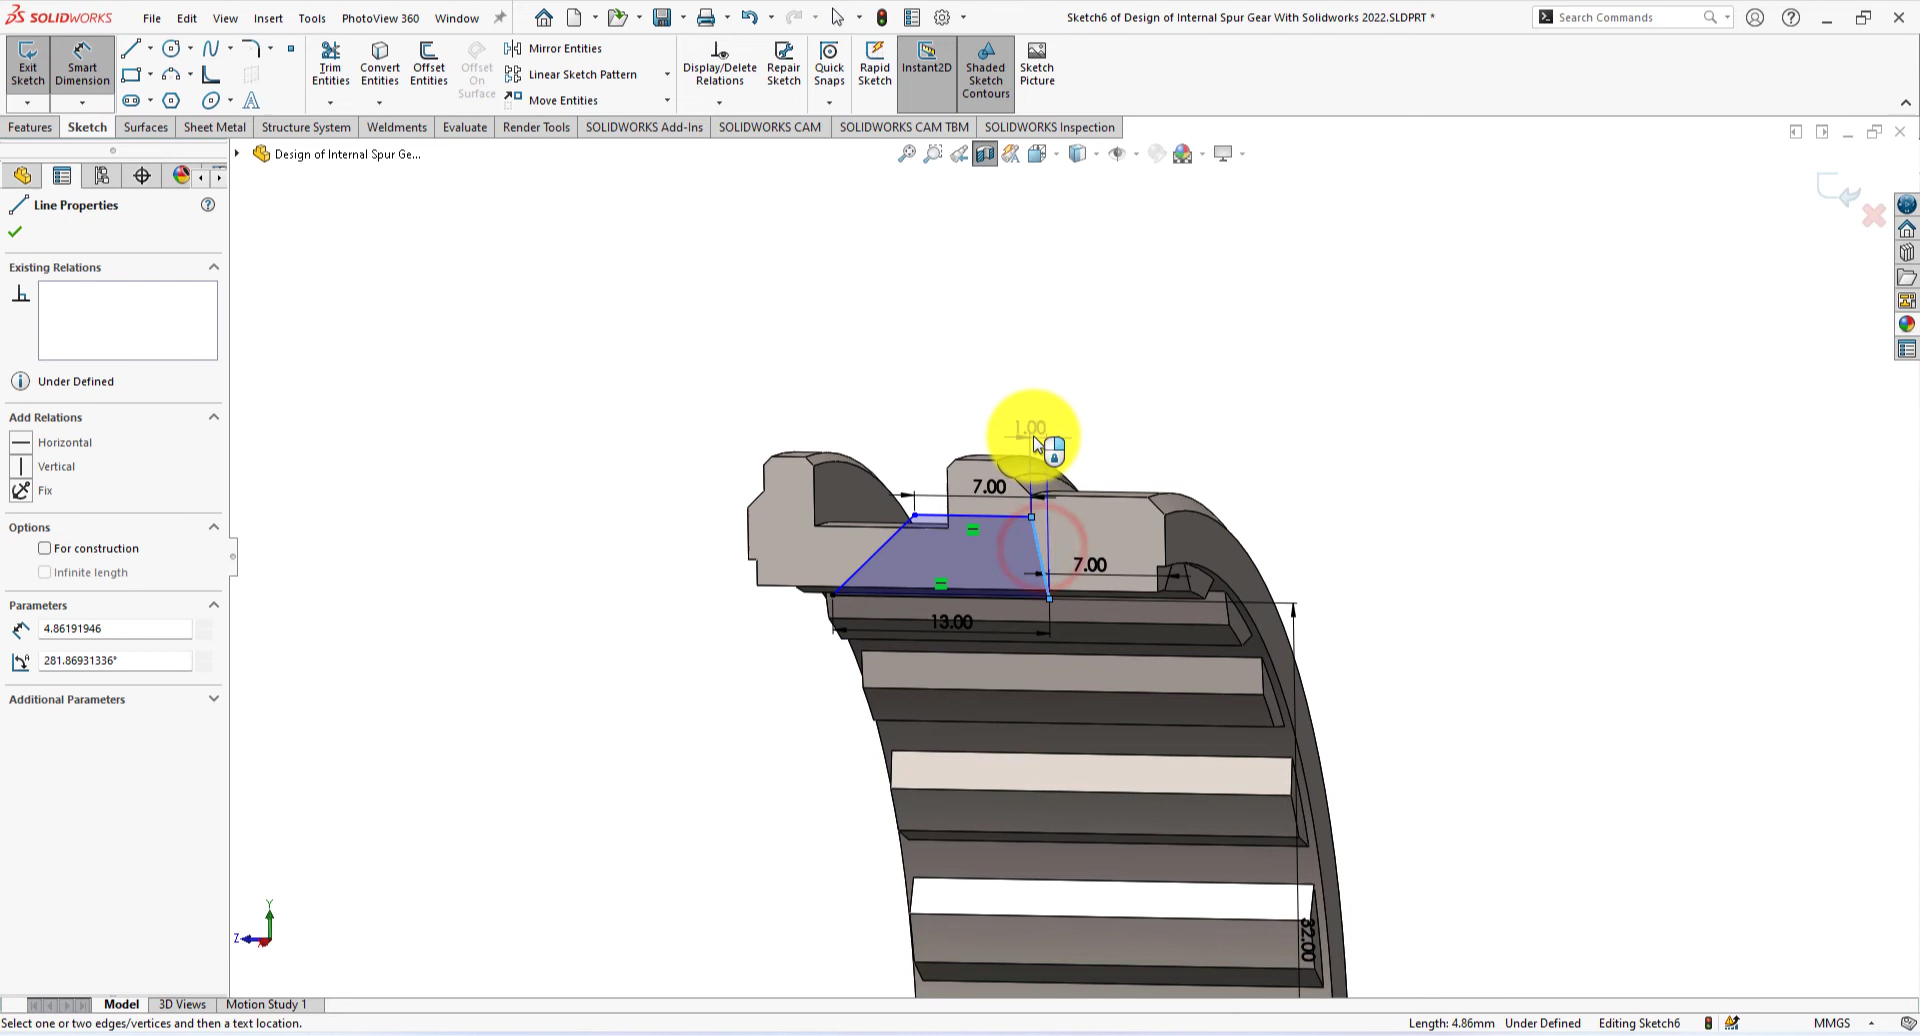 SOLIDWORKS
File Edit View Insert Tools PhotoView 360 Window
Sketch6 of Design of Internal Spur Gear With Solidworks 2022.SLDPRT *
Search Commands
Exit Sketch
Smart Dimension
Trim Entities
Convert Entities
Offset Entities
Offset On Surface
Mirror Entities
Linear Sketch Pattern
Move Entities
Display/Delete Relations
Repair Sketch
Quick Snaps
Rapid Sketch
Instant2D
Shaded Sketch Contours
Sketch Picture
Features Sketch Surfaces Sheet Metal Structure System Weldments Evaluate Render Tools SOLIDWORKS Add-Ins SOLIDWORKS CAM SOLIDWORKS CAM TBM SOLIDWORKS Inspection
Design of Internal Spur Ge...
Line Properties
Existing Relations
Under Defined
Add Relations
Horizontal
Vertical
Fix
Options
For construction
Infinite length
Parameters
4.86191946
281.86931336°
Additional Parameters
1.00
7.00
7.00
13.00
32.00
Y
Z
Model 3D Views Motion Study 1
Select one or two edges/vertices and then a text location.
Length: 4.86mm Under Defined Editing Sketch6 MMGS